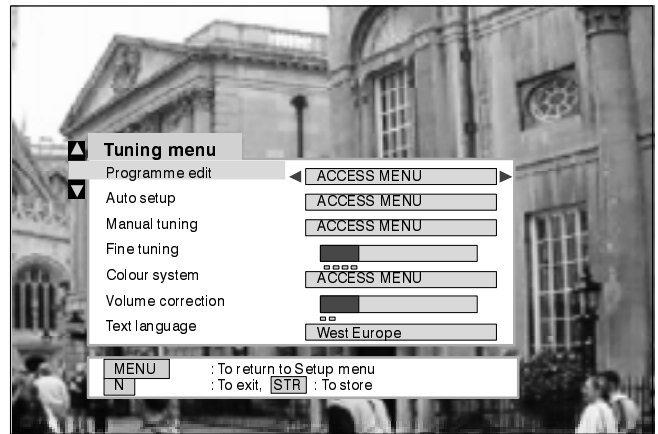 Tuning menu
Programme edit ACCESS MENU
Auto setup ACCESS MENU
Manual tuning ACCESS MENU
Fine tuning
Colour system ACCESS MENU
Volume correction
Text language West Europe
MENU : To return to Setup menu
N : To exit, STR : To store